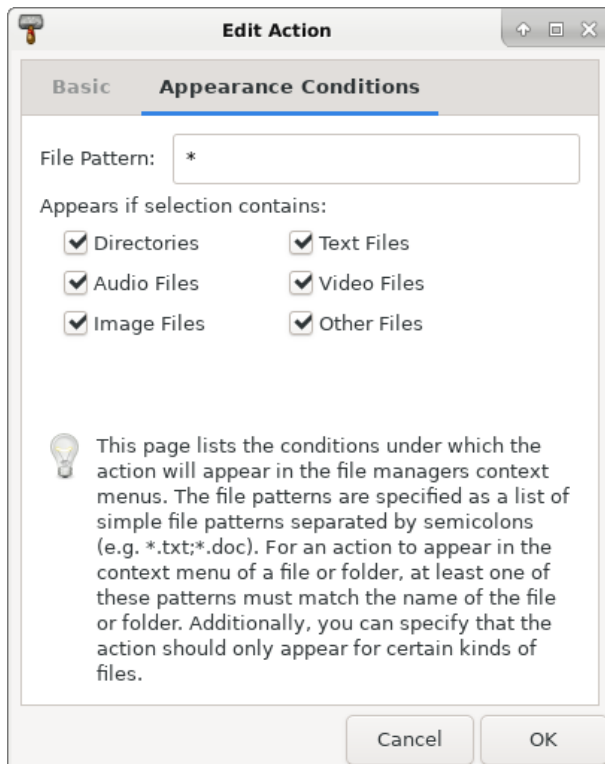 Edit Action
Basic Appearance Conditions
File Pattern: *
Appears if selection contains:
Directories Text Files
Audio Files Video Files
Image Files Other Files
This page lists the conditions under which the
action will appear in the file managers context
menus. The file patterns are specified as a list of
simple file patterns separated by semicolons
(e.g. *.txt;*.doc). For an action to appear in the
context menu of a file or folder, at least one of
these patterns must match the name of the file
or folder. Additionally, you can specify that the
action should only appear for certain kinds of
files.
Cancel OK